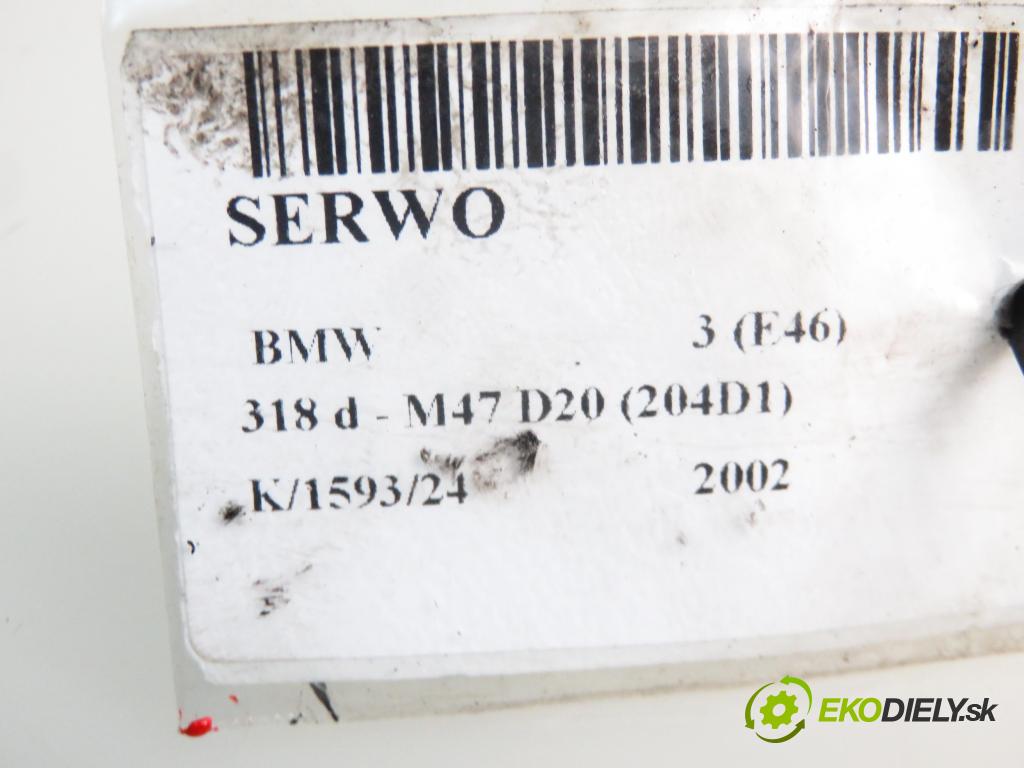 SERWO
BMW 3 (E46)
318 d - M47 D20 (204D1)
K/1593/24 2002
EKODIELY.sk